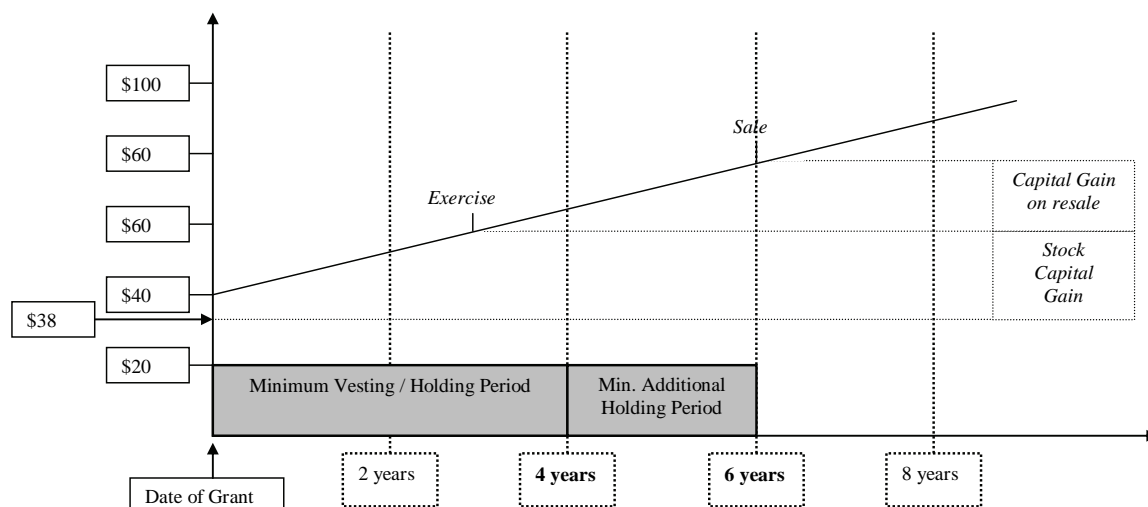 $100
Sale
$60
Capital Gain
on resale
Exercise
$60
Stock
Capital
Gain
$40
$38
$20
Minimum Vesting / Holding Period
Min. Additional
Holding Period
2 years
4 years
6 years
8 years
Date of Grant